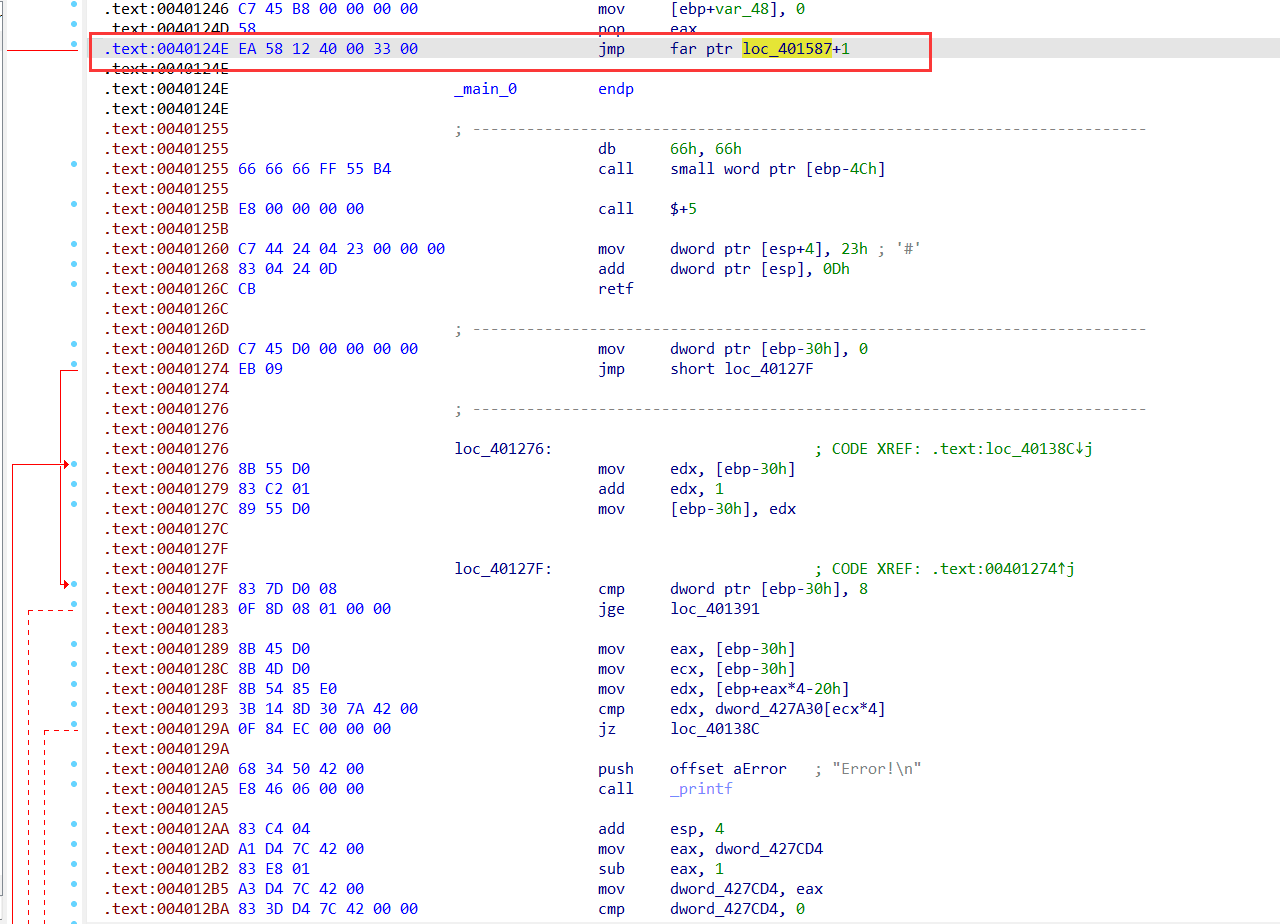 .text:00401246 C7 45 B8 00 00 00 00 mov [ebp+var_48], 0
.text:0040124D 58 pop eax
.text:0040124E EA 58 12 40 00 33 00 jmp far ptr loc_401587+1
.text:0040124E
.text:0040124E _main_0 endp
.text:0040124E
.text:00401255 ; ---------------------------------------------------------------------------
.text:00401255 db 66h, 66h
.text:00401255 66 66 66 FF 55 B4 call small word ptr [ebp-4Ch]
.text:00401255
.text:0040125B E8 00 00 00 00 call $+5
.text:0040125B
.text:00401260 C7 44 24 04 23 00 00 00 mov dword ptr [esp+4], 23h ; '#'
.text:00401268 83 04 24 0D add dword ptr [esp], 0Dh
.text:0040126C CB retf
.text:0040126C
.text:0040126D ; ---------------------------------------------------------------------------
.text:0040126D C7 45 D0 00 00 00 00 mov dword ptr [ebp-30h], 0
.text:00401274 EB 09 jmp short loc_40127F
.text:00401274
.text:00401276 ; ---------------------------------------------------------------------------
.text:00401276
.text:00401276 loc_401276: ; CODE XREF: .text:loc_40138C↓j
.text:00401276 8B 55 D0 mov edx, [ebp-30h]
.text:00401279 83 C2 01 add edx, 1
.text:0040127C 89 55 D0 mov [ebp-30h], edx
.text:0040127C
.text:0040127F
.text:0040127F loc_40127F: ; CODE XREF: .text:00401274↑j
.text:0040127F 83 7D D0 08 cmp dword ptr [ebp-30h], 8
.text:00401283 0F 8D 08 01 00 00 jge loc_401391
.text:00401283
.text:00401289 8B 45 D0 mov eax, [ebp-30h]
.text:0040128C 8B 4D D0 mov ecx, [ebp-30h]
.text:0040128F 8B 54 85 E0 mov edx, [ebp+eax*4-20h]
.text:00401293 3B 14 8D 30 7A 42 00 cmp edx, dword_427A30[ecx*4]
.text:0040129A 0F 84 EC 00 00 00 jz loc_40138C
.text:0040129A
.text:004012A0 68 34 50 42 00 push offset aError ; "Error!\n"
.text:004012A5 E8 46 06 00 00 call _printf
.text:004012A5
.text:004012AA 83 C4 04 add esp, 4
.text:004012AD A1 D4 7C 42 00 mov eax, dword_427CD4
.text:004012B2 83 E8 01 sub eax, 1
.text:004012B5 A3 D4 7C 42 00 mov dword_427CD4, eax
.text:004012BA 83 3D D4 7C 42 00 00 cmp dword_427CD4, 0